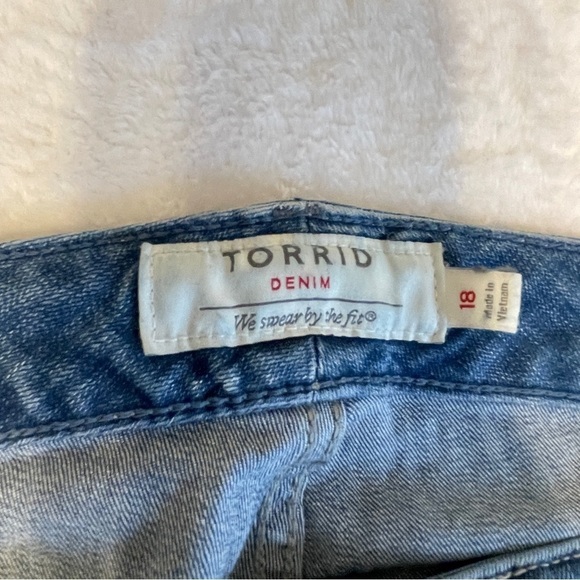 TORRID
DENIM
We swear by the fit®
18
Made in
Vietnam